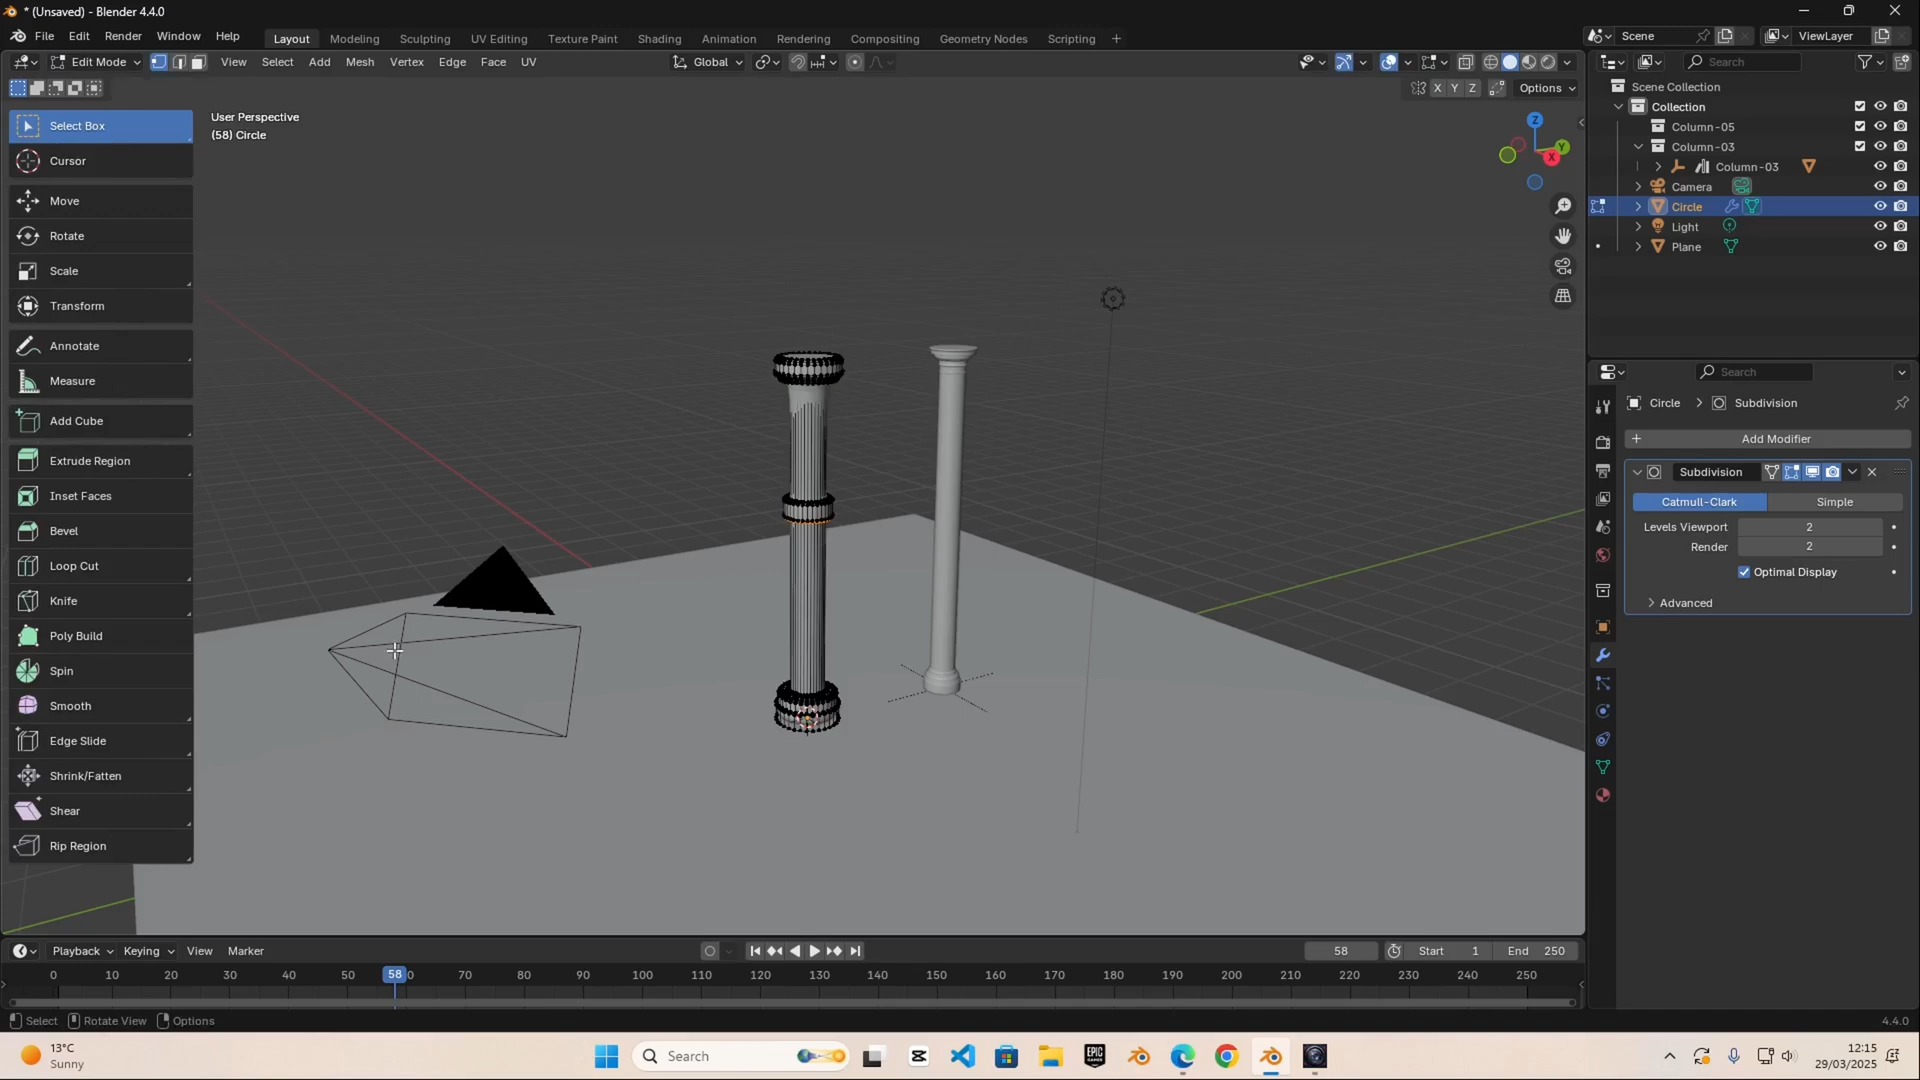 * (Unsaved) - Blender 4.4.0
File Edit Render Window Help Layout Modeling Sculpting UV Editing Texture Paint Shading Animation Rendering Compositing Geometry Nodes Scripting + Scene ViewLayer
Edit Mode View Select Add Mesh Vertex Edge Face UV Global Search
X Y Z Options
Select Box
Cursor
Move
Rotate
Scale
Transform
Annotate
Measure
Add Cube
Extrude Region
Inset Faces
Bevel
Loop Cut
Knife
Poly Build
Spin
Smooth
Edge Slide
Shrink/Fatten
Shear
Rip Region
User Perspective
(58) Circle
Z
Y
X
Scene Collection
Collection
Column-05
Column-03
Column-03
Camera
Circle
Light
Plane
Search
Circle > Subdivision
+ Add Modifier
Subdivision
Catmull-Clark Simple
Levels Viewport 2
Render 2
Optimal Display
Advanced
Playback Keying View Marker 58 Start 1 End 250
0 10 20 30 40 50 58 0 70 80 90 100 110 120 130 140 150 160 170 180 190 200 210 220 230 240 250
Select Rotate View Options 4.4.0
13°C
Sunny
Search
EPIC
GAMES
12:15
29/03/2025